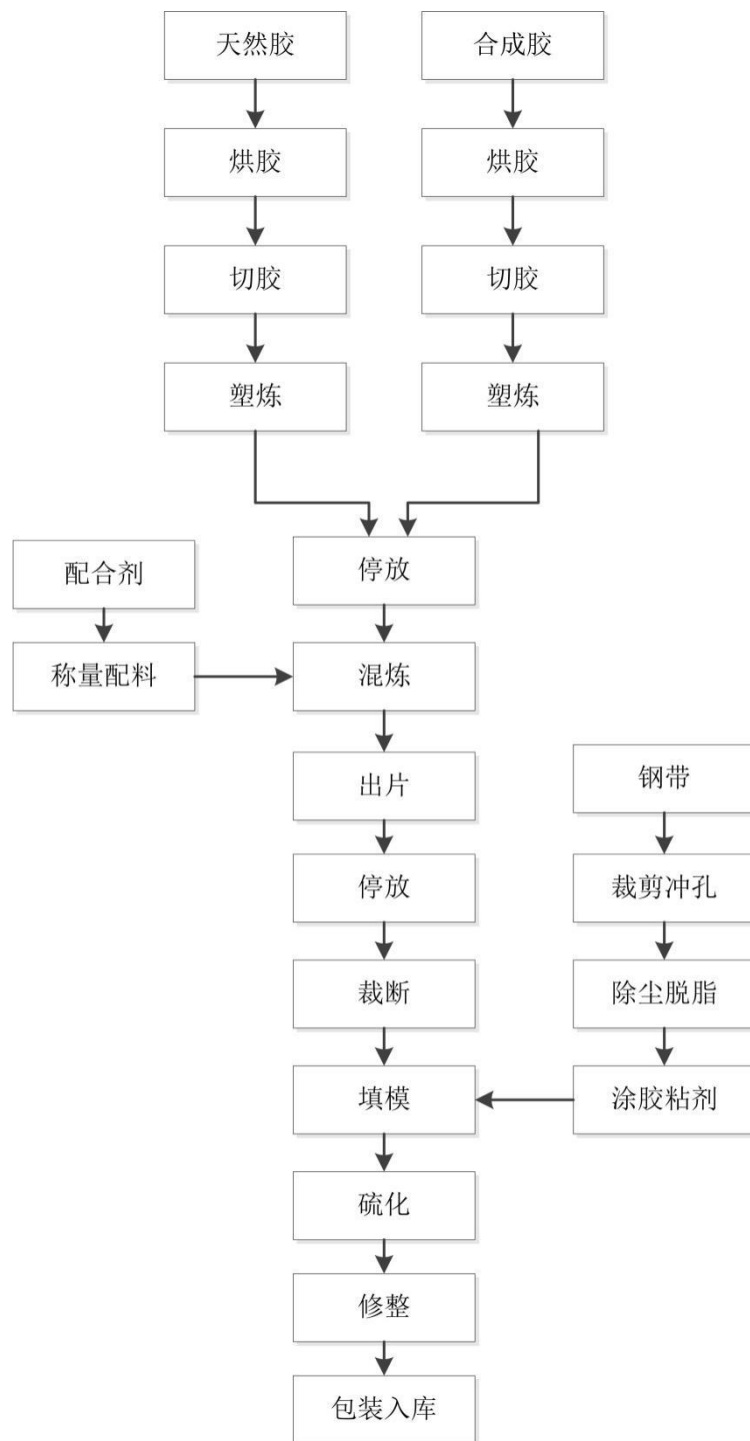 天然胶
合成胶
烘胶
烘胶
切胶
切胶
塑炼
塑炼
停放
配合剂
称量配料
混炼
出片
钢带
停放
裁剪冲孔
裁断
除尘脱脂
填模
涂胶粘剂
硫化
修整
包装入库